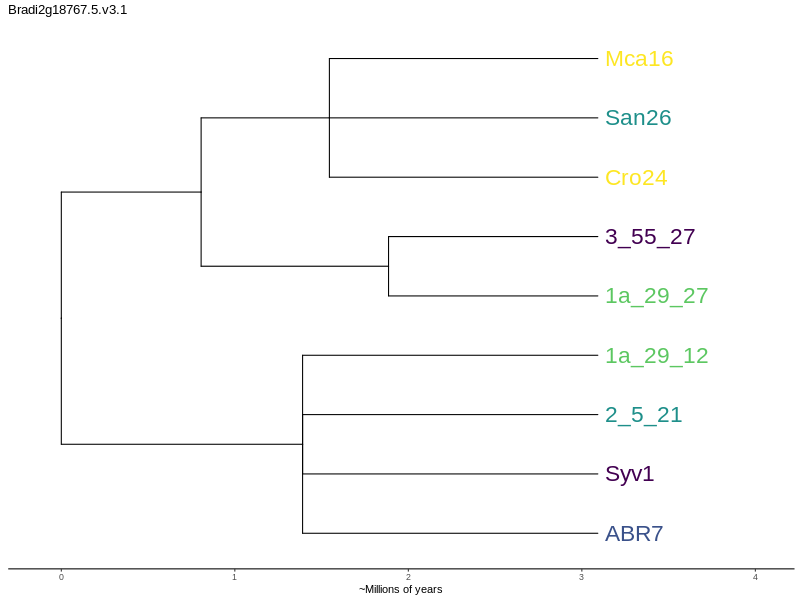 Bradi2g18767.5.v3.1
Mca16
San26
Cro24
3_55_27
1a_29_27
1a_29_12
2_5_21
Syv1
ABR7
0 1 2 3 4
~Millions of years